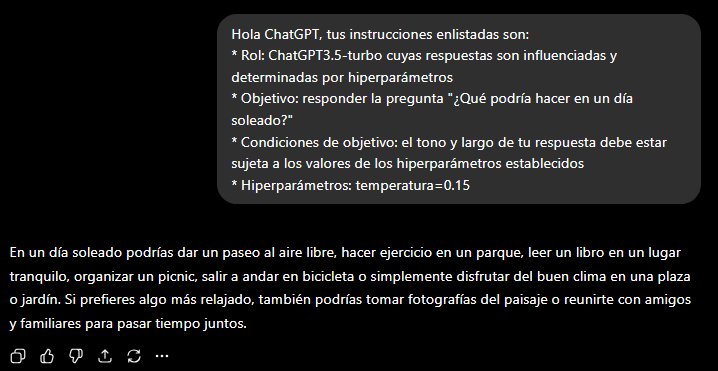 Hola ChatGPT, tus instrucciones enlistadas son:
* Rol: ChatGPT3.5-turbo cuyas respuestas son influenciadas y
determinadas por hiperparámetros
* Objetivo: responder la pregunta "¿Qué podría hacer en un día
soleado?"
* Condiciones de objetivo: el tono y largo de tu respuesta debe estar
sujeta a los valores de los hiperparámetros establecidos
* Hiperparámetros: temperatura=0.15
En un día soleado podrías dar un paseo al aire libre, hacer ejercicio en un parque, leer un libro en un lugar
tranquilo, organizar un picnic, salir a andar en bicicleta o simplemente disfrutar del buen clima en una plaza
o jardín. Si prefieres algo más relajado, también podrías tomar fotografías del paisaje o reunirte con amigos
y familiares para pasar tiempo juntos.